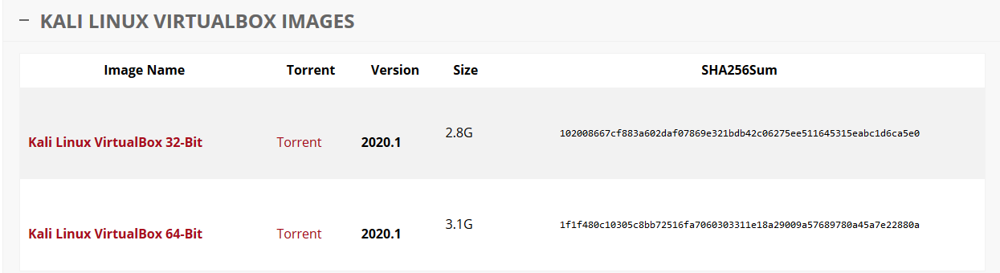 KALI LINUX VIRTUALBOX IMAGES
Image Name Torrent Version Size SHA256Sum
Kali Linux VirtualBox 32-Bit Torrent 2020.1 2.8G 102008667cf883a602daf07869e321bdb42c06275ee511645315eabc1d6ca5e0
Kali Linux VirtualBox 64-Bit Torrent 2020.1 3.1G 1f1f480c10305c8bb72516fa7060303311e18a29009a57689780a45a7e22880a